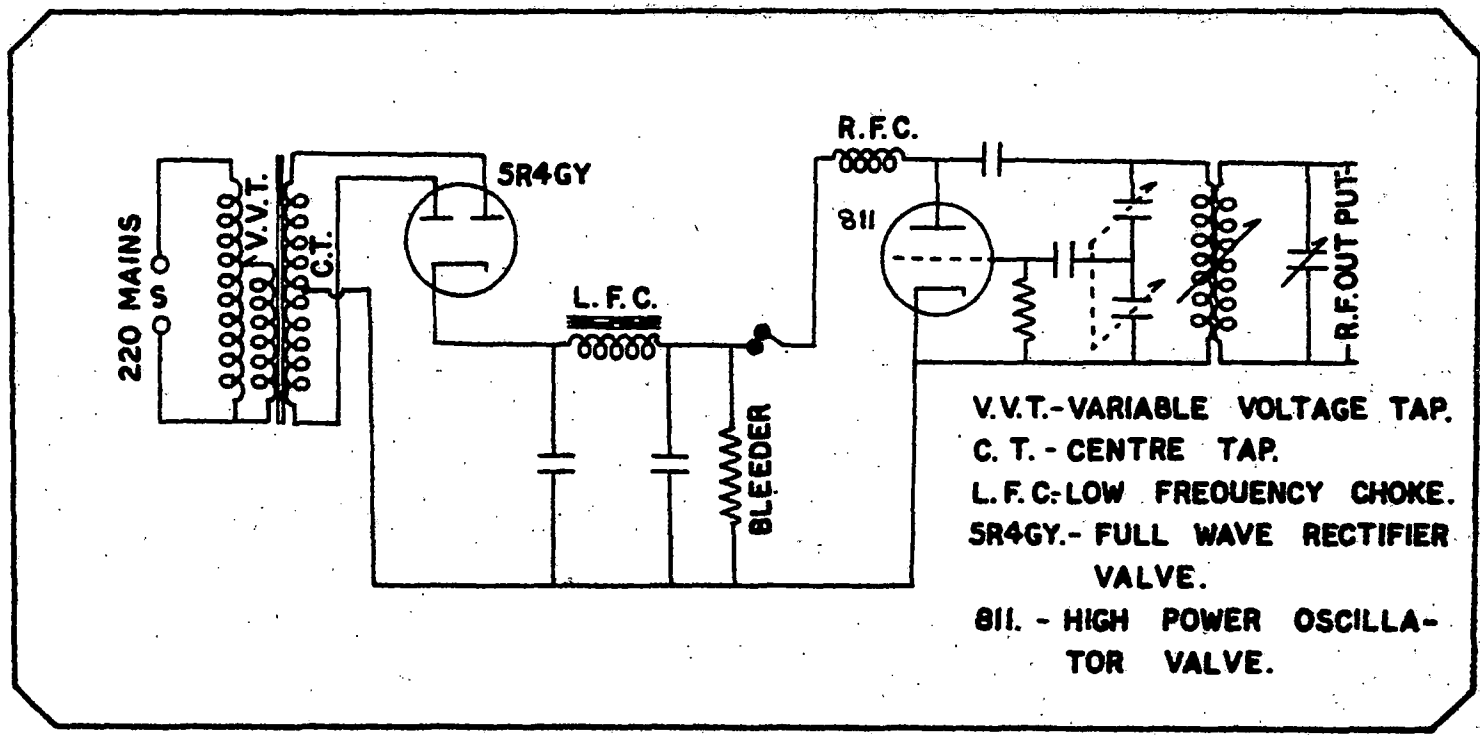 220 MAINS
S
V.V.T.
C.T.
5R4GY
L. F. C.
BLEEDER
R.F.C.
811
R.F.OUT PUT
V.V.T.-VARIABLE VOLTAGE TAP.
C. T. - CENTRE TAP.
L. F. C-LOW FREQUENCY CHOKE.
5R4GY.- FULL WAVE RECTIFIER
VALVE.
811. - HIGH POWER OSCILLA-
TOR VALVE.